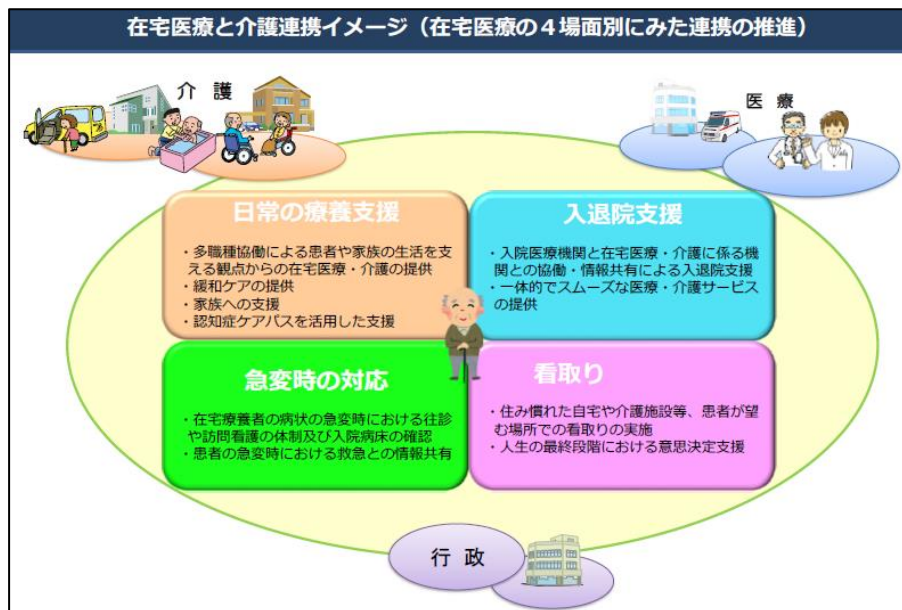 在宅医療と介護連携イメージ（在宅医療の４場面別にみた連携の推進）
介 護
医 療
日常の療養支援
・多職種協働による患者や家族の生活を支
える観点からの在宅医療・介護の提供
・緩和ケアの提供
・家族への支援
・認知症ケアパスを活用した支援
入退院支援
・入院医療機関と在宅医療・介護に係る機
関との協働・情報共有による入退院支援
・一体的でスムーズな医療・介護サービス
の提供
急変時の対応
・在宅療養者の病状の急変時における往診
や訪問看護の体制及び入院病床の確認
・患者の急変時における救急との情報共有
看取り
・住み慣れた自宅や介護施設等、患者が望
む場所での看取りの実施
・人生の最終段階における意思決定支援
行 政